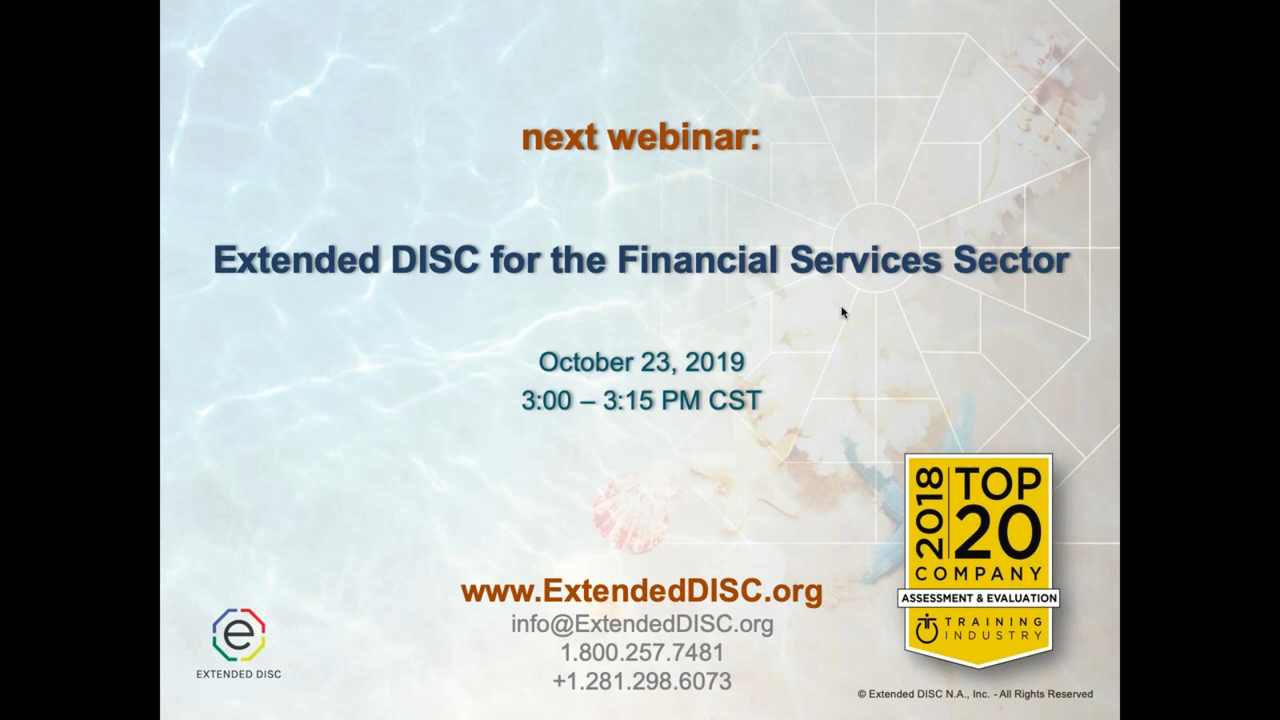 next webinar:
Extended DISC for the Financial Services Sector
October 23, 2019
3:00 – 3:15 PM CST
www.ExtendedDISC.org
info@ExtendedDISC.org
1.800.257.7481
+1.281.298.6073
e
EXTENDED DISC
2018
TOP
20
COMPANY
ASSESSMENT & EVALUATION
TRAINING
INDUSTRY
© Extended DISC N.A., Inc. - All Rights Reserved